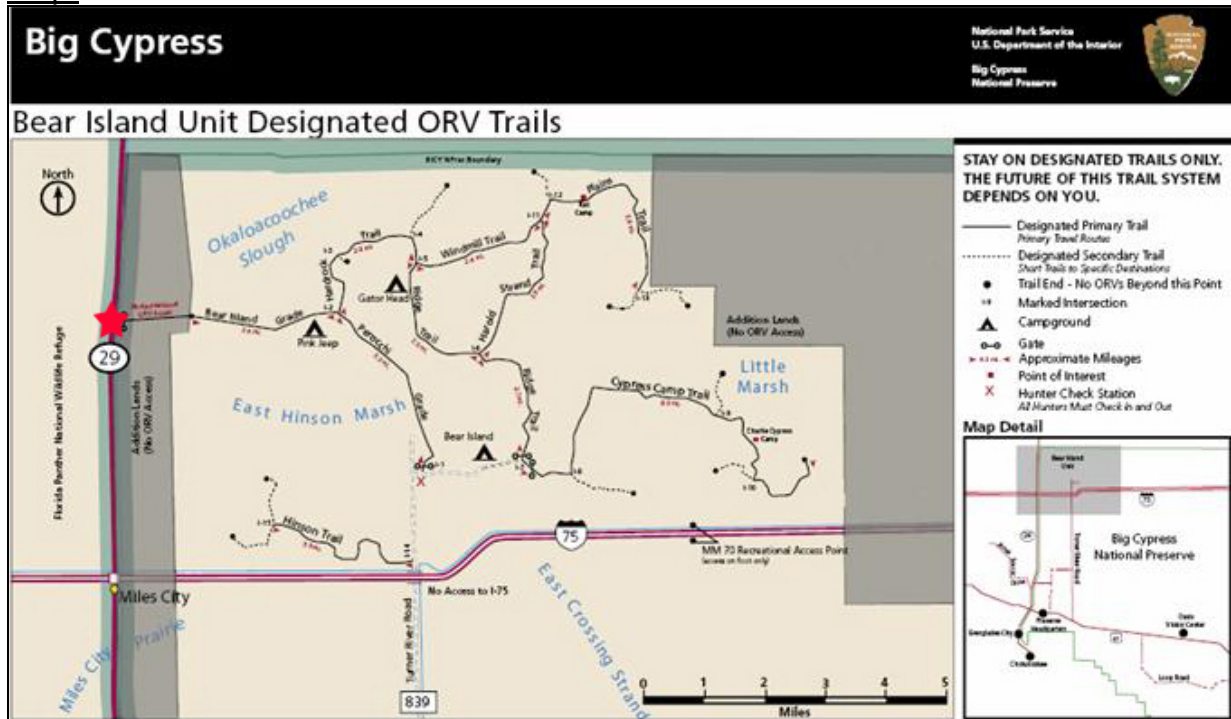 Big Cypress
National Park Service
U.S. Department of the Interior
Big Cypress
National Preserve
Bear Island Unit Designated ORV Trails
North
Okaloacoochee
Slough
Trail
Windmill Trail
Plains
Trail
Hardrock
Gator Head
Strand
Trail
Harold
Ridge
Trail
Bear Island
Grade
Pink Jeep
Perocchi
Grade
29
Florida Panther National Wildlife Refuge
Addition Lands
(No ORV Access)
Addition Lands
(No ORV Access)
Little
Marsh
East Hinson Marsh
Cypress Camp Trail
Charlie Cypress
Camp
Bear Island
Trail
Hinson Trail
75
MM 70 Recreational Access Point
(access on foot only)
No Access to I-75
Miles City
Miles City Prairie
Turner River Road
839
East Crossing Strand
0 1 2 3 4 5
Miles
STAY ON DESIGNATED TRAILS ONLY.
THE FUTURE OF THIS TRAIL SYSTEM
DEPENDS ON YOU.
Designated Primary Trail
Primary Travel Routes
Designated Secondary Trail
Short Trails to Specific Destinations
Trail End - No ORVs Beyond this Point
Marked Intersection
Campground
Gate
Approximate Mileages
Point of Interest
Hunter Check Station
All Hunters Must Check In and Out
Map Detail
Bear Island
Unit
75
Big Cypress
National Preserve
Everglades City
Loop Road